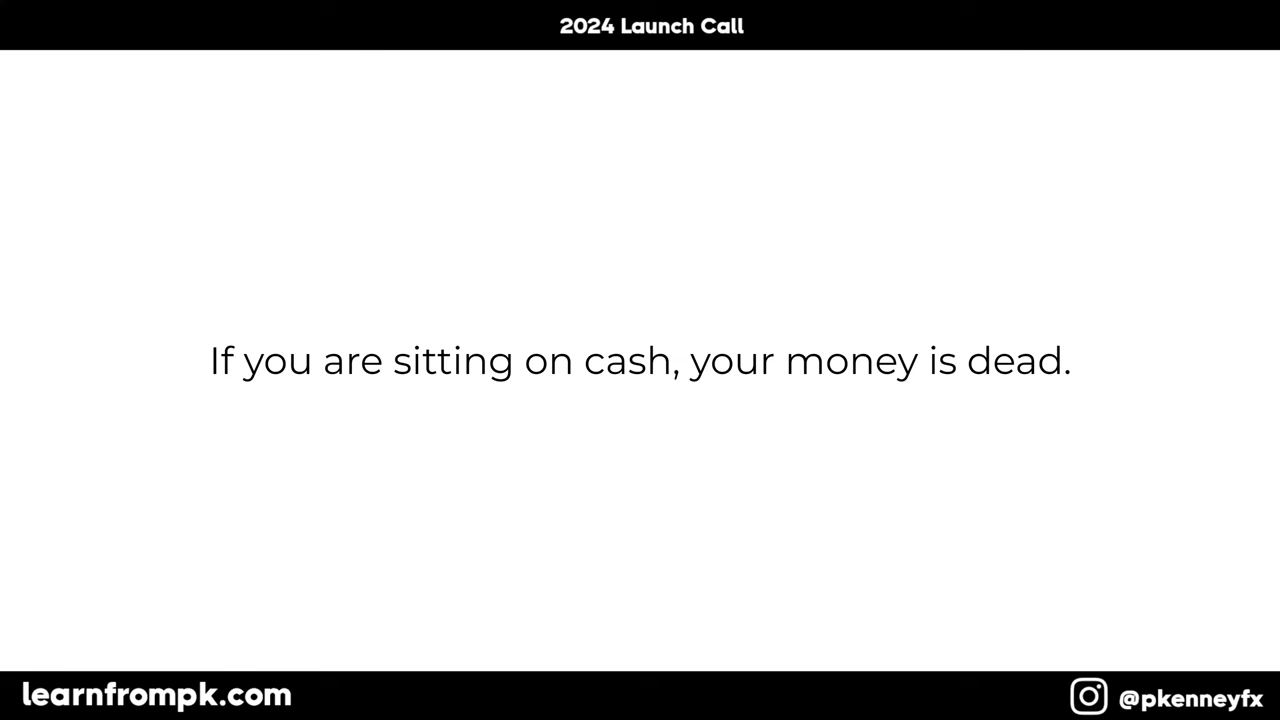 2024 Launch Call
If you are sitting on cash, your money is dead.
learnfrompk.com
@pkenneyfx